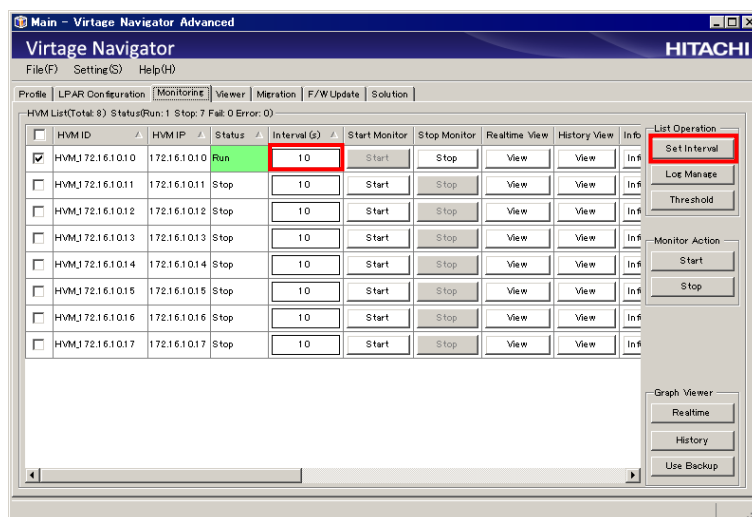 Main - Virtage Navigator Advanced
Virtage Navigator
HITACHI
File(F) Setting(S) Help(H)
Profile LPAR Configuration Monitoring Viewer Migration F/W Update Solution
HVM List(Total: 8) Status(Run: 1 Stop: 7 Fail: 0 Error: 0)
HVM ID HVM IP Status Interval (s) Start Monitor Stop Monitor Realtime View History View Info
HVM_172.16.10.10 172.16.10.10 Run 10 Start Stop View View Inf
HVM_172.16.10.11 172.16.10.11 Stop 10 Start Stop View View Inf
HVM_172.16.10.12 172.16.10.12 Stop 10 Start Stop View View Inf
HVM_172.16.10.13 172.16.10.13 Stop 10 Start Stop View View Inf
HVM_172.16.10.14 172.16.10.14 Stop 10 Start Stop View View Inf
HVM_172.16.10.15 172.16.10.15 Stop 10 Start Stop View View Inf
HVM_172.16.10.16 172.16.10.16 Stop 10 Start Stop View View Inf
HVM_172.16.10.17 172.16.10.17 Stop 10 Start Stop View View Inf
List Operation
Set Interval
Log Manage
Threshold
Monitor Action
Start
Stop
Graph Viewer
Realtime
History
Use Backup